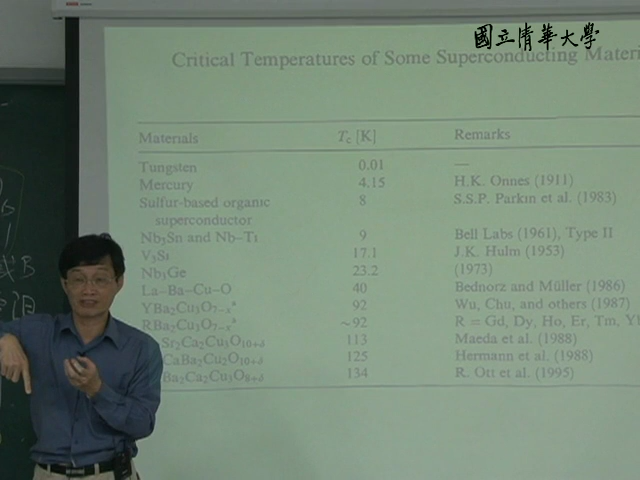 國立清華大學
Critical Temperatures of Some Superconducting Materi
Materials Tc [K] Remarks
Tungsten 0.01 —
Mercury 4.15 H.K. Onnes (1911)
Sulfur-based organic 8 S.S.P. Parkin et al. (1983)
superconductor
Nb₃Sn and Nb–Ti 9 Bell Labs (1961), Type II
V₃Si 17.1 J.K. Hulm (1953)
Nb₃Ge 23.2 (1973)
La–Ba–Cu–O 40 Bednorz and Müller (1986)
YBa₂Cu₃O₇₋ₓ 92 Wu, Chu, and others (1987)
RBa₂Cu₃O₇₋ₓ ~92 R = Gd, Dy, Ho, Er, Tm, Yb
Sr₂Ca₂Cu₃O₁₀₊δ 113 Maeda et al. (1988)
CaBa₂Cu₂O₁₀₊δ 125 Hermann et al. (1988)
Ba₂Ca₂Cu₃O₈₊δ 134 R. Ott et al. (1995)